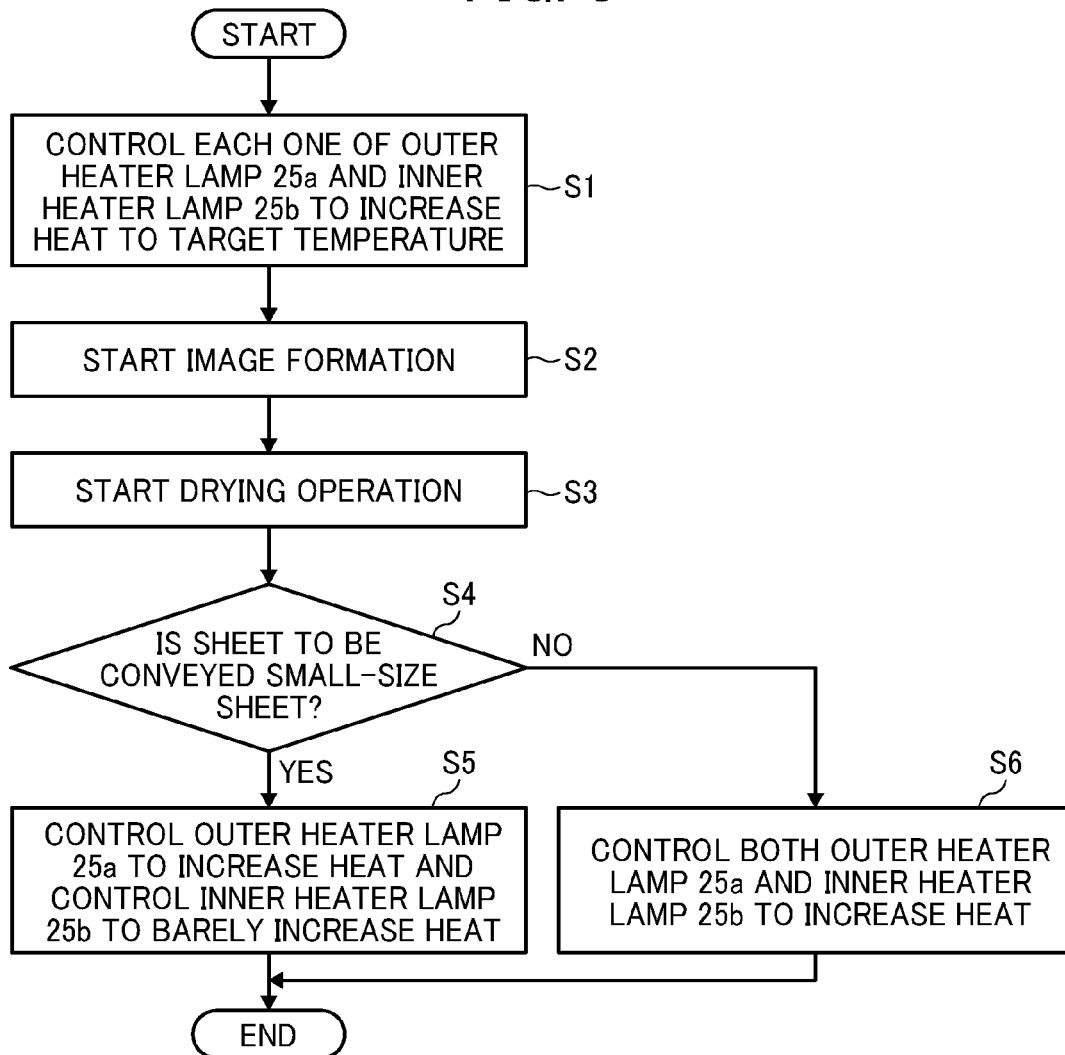 START
CONTROL EACH ONE OF OUTER
HEATER LAMP 25a AND INNER
HEATER LAMP 25b TO INCREASE
HEAT TO TARGET TEMPERATURE
S1
START IMAGE FORMATION
S2
START DRYING OPERATION
S3
S4
IS SHEET TO BE
CONVEYED SMALL-SIZE
SHEET?
NO
YES
S5
CONTROL OUTER HEATER LAMP
25a TO INCREASE HEAT AND
CONTROL INNER HEATER LAMP
25b TO BARELY INCREASE HEAT
S6
CONTROL BOTH OUTER HEATER
LAMP 25a AND INNER HEATER
LAMP 25b TO INCREASE HEAT
END